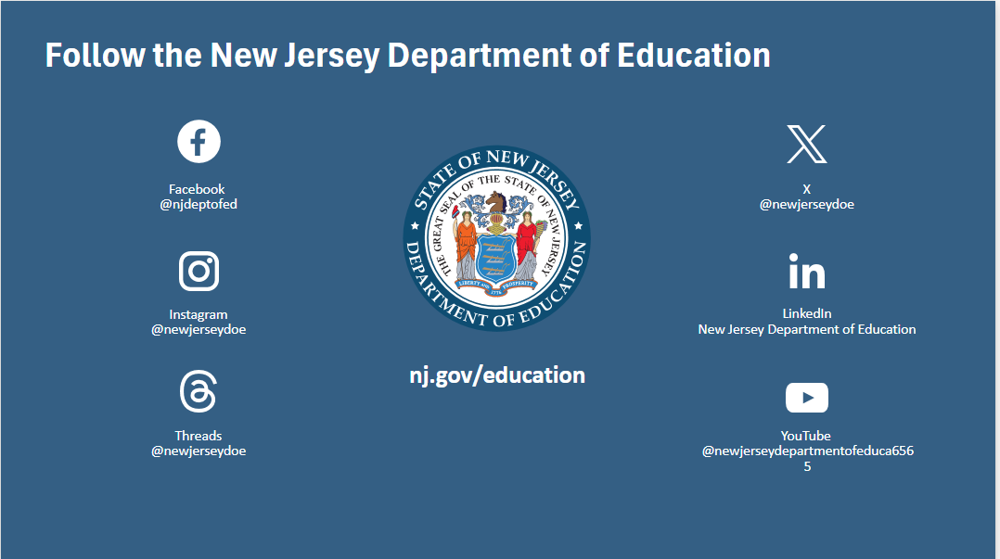 Follow the New Jersey Department of Education
Facebook
@njdeptofed
Instagram
@newjerseydoe
Threads
@newjerseydoe
STATE OF NEW JERSEY
DEPARTMENT OF EDUCATION
THE GREAT SEAL OF THE STATE OF NEW JERSEY
LIBERTY AND PROSPERITY
1776
nj.gov/education
X
@newjerseydoe
LinkedIn
New Jersey Department of Education
YouTube
@newjerseydepartmentofeduca656
5